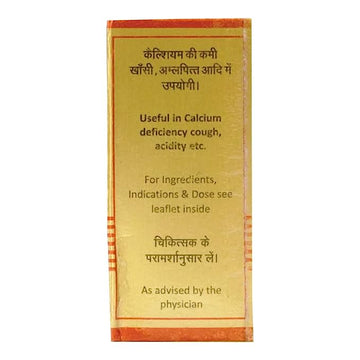 कैल्शियम की कमी
खाँसी, अम्लपित्त आदि में
उपयोगी।
Useful in Calcium
deficiency cough,
acidity etc.
For Ingredients,
Indications & Dose see
leaflet inside
चिकित्सक के
परामर्शानुसार लें।
As advised by the
physician